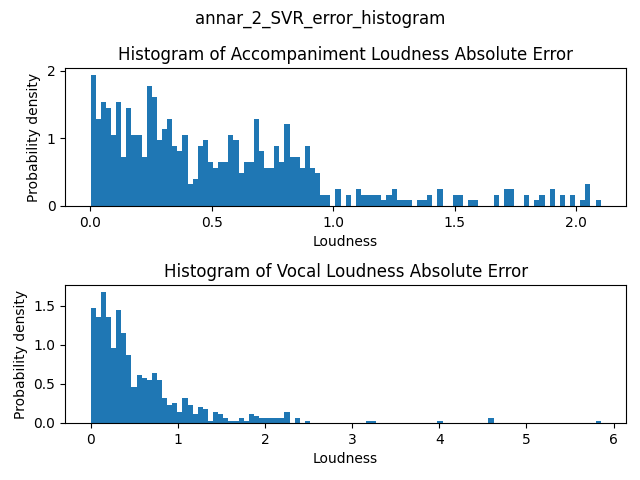 annar_2_SVR_error_histogram
Histogram of Accompaniment Loudness Absolute Error
Probability density
2
1
0
0.0 0.5 1.0 1.5 2.0
Loudness
Histogram of Vocal Loudness Absolute Error
Probability density
1.5
1.0
0.5
0.0
0 1 2 3 4 5 6
Loudness